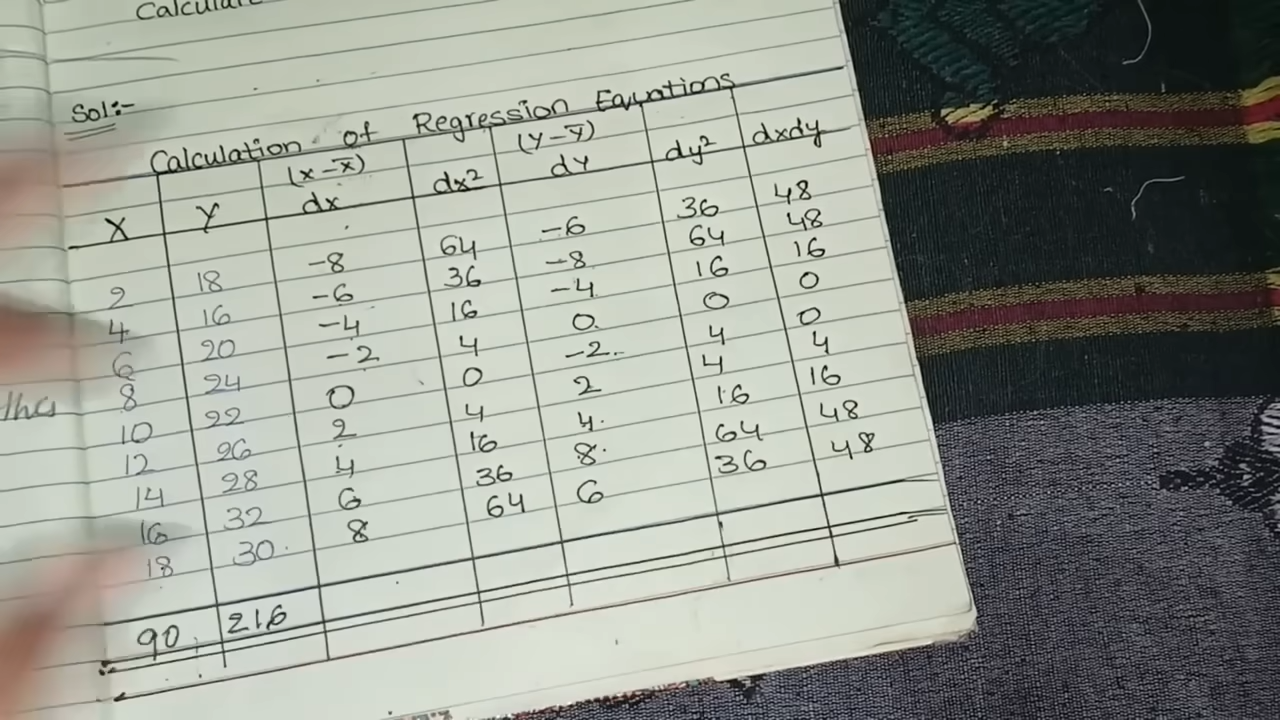 Calculate
Sol:-
Calculation of Regression Equations
X Y (x-x̅) dx dx² (Y-Y̅) dY dy² dxdy
2 18 -8 64 -6 36 48
4 16 -6 36 -8 64 48
6 20 -4 16 -4 16 16
8 24 -2 4 0 0 0
10 22 0 0 -2 4 0
12 26 2 4 2 4 4
14 28 4 16 4 16 16
16 32 6 36 8 64 48
18 30 8 64 6 36 48
90 216